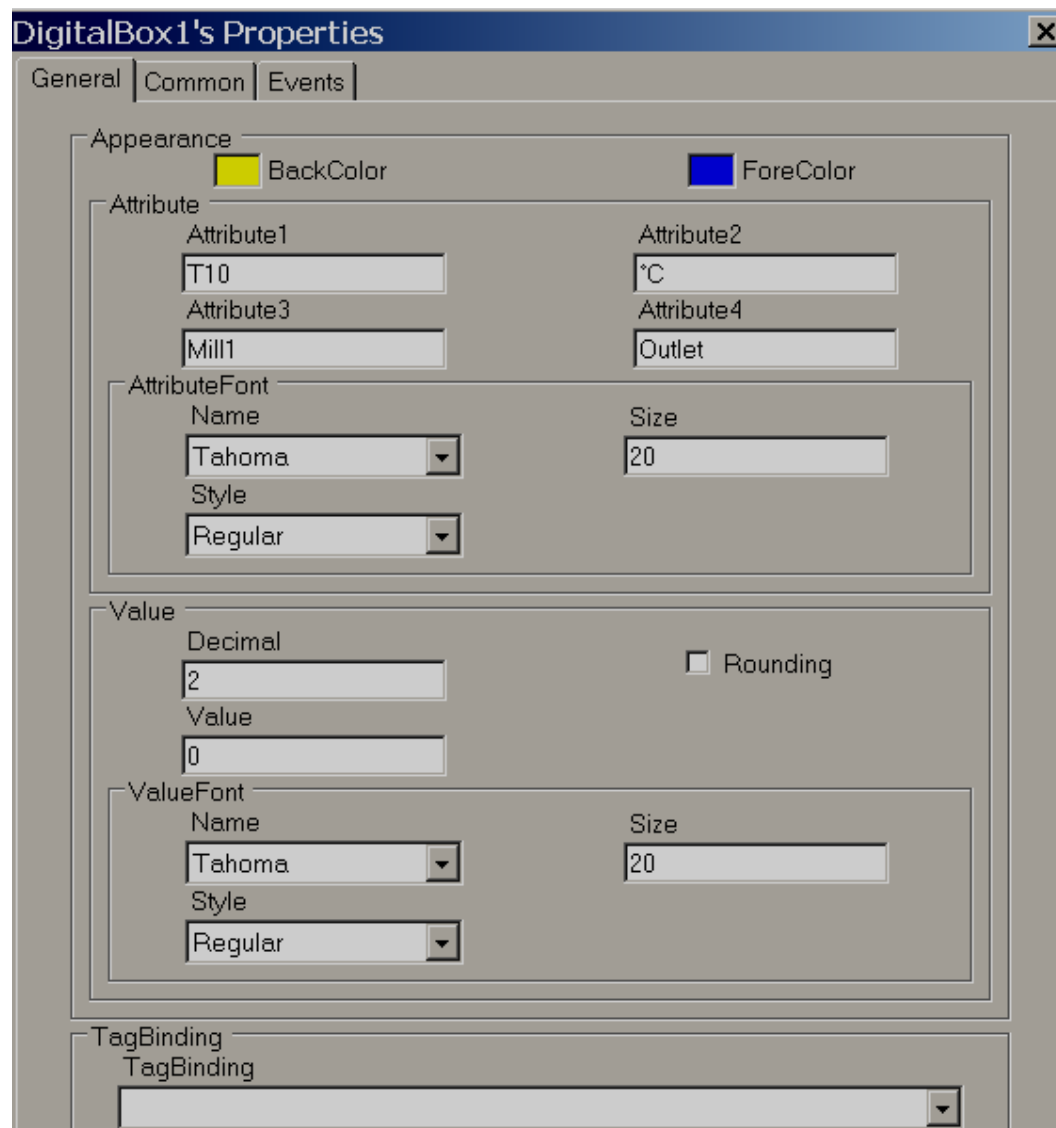 DigitalBox1's Properties
General Common Events
Appearance
BackColor ForeColor
Attribute
Attribute1 Attribute2
T10 °C
Attribute3 Attribute4
Mill1 Outlet
AttributeFont
Name Size
Tahoma 20
Style
Regular
Value
Decimal
Rounding
2
Value
0
ValueFont
Name Size
Tahoma 20
Style
Regular
TagBinding
TagBinding